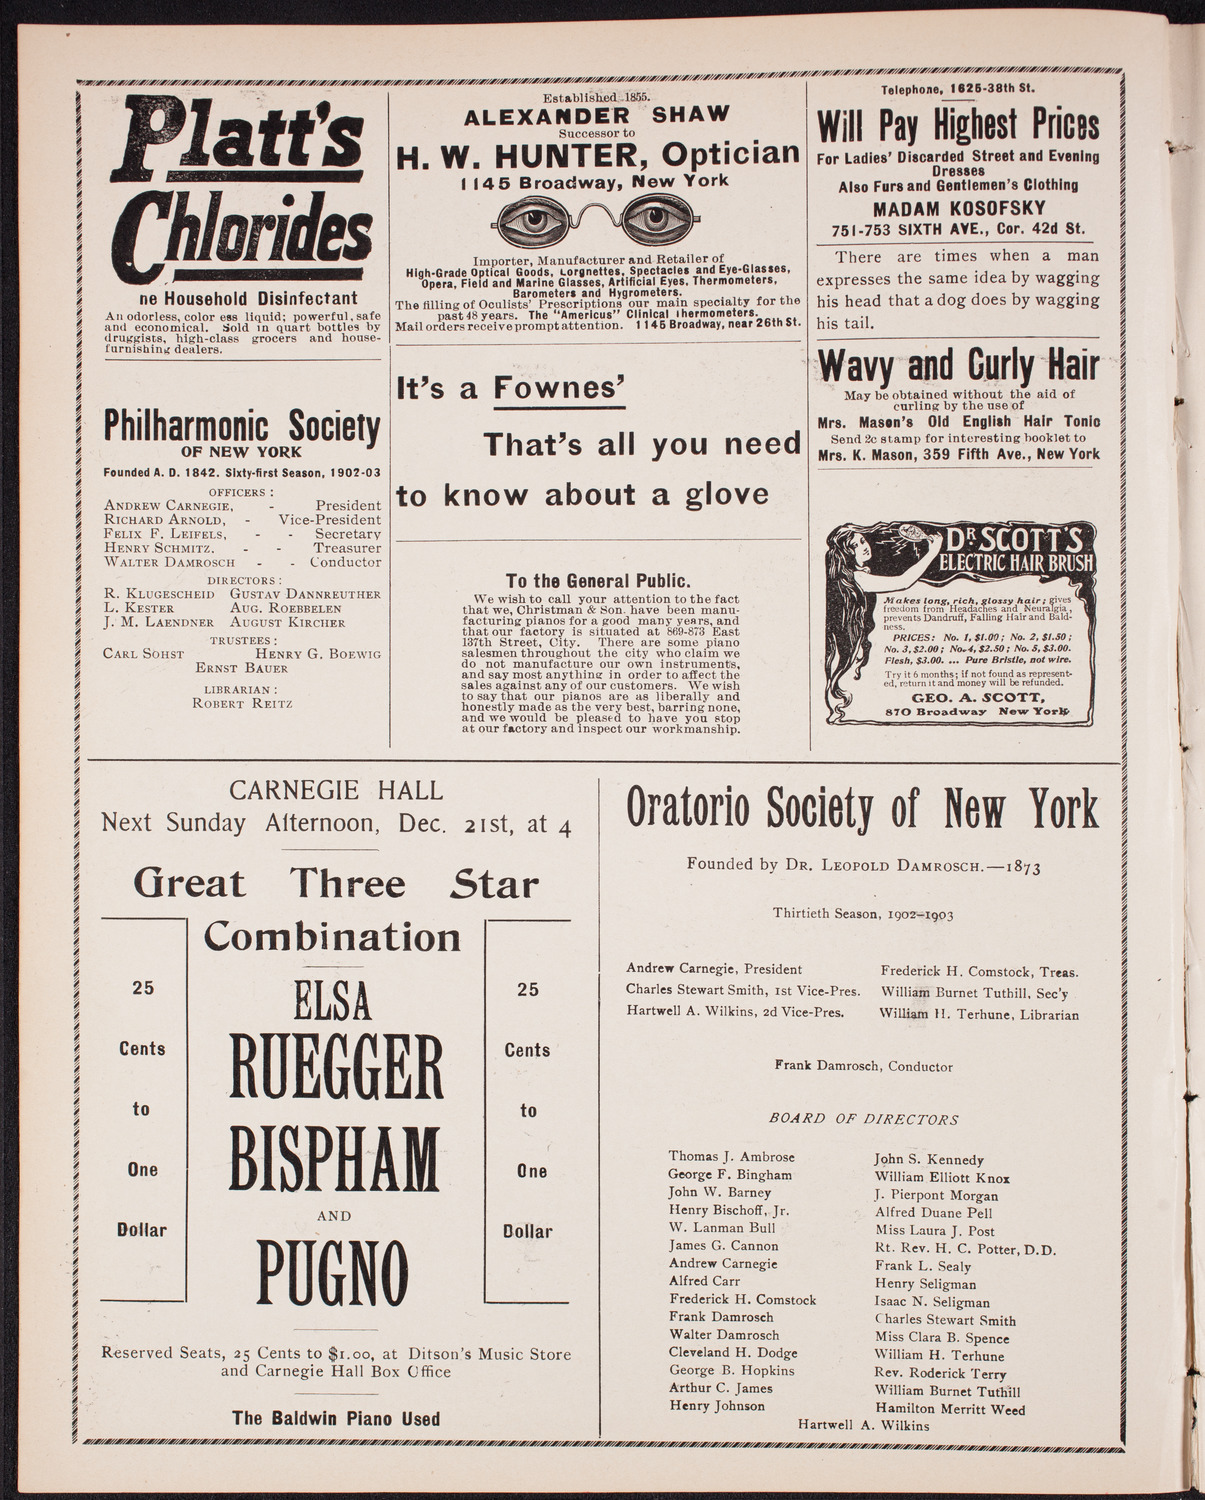 Platt's
Chlorides
ne Household Disinfectant
An odorless, color ess liquid; powerful, safe
and economical. Sold in quart bottles by
druggists, high-class grocers and house-
furnishing dealers.
Philharmonic Society
OF NEW YORK
Founded A. D. 1842. Sixty-first Season, 1902-03
OFFICERS:
ANDREW CARNEGIE, - President
RICHARD ARNOLD, - Vice-President
FELIX F. LEIFELS, - - Secretary
HENRY SCHMITZ. - - Treasurer
WALTER DAMROSCH - - Conductor
DIRECTORS:
R. KLUGESCHEID GUSTAV DANNREUTHER
L. KESTER AUG. ROEBBELEN
J. M. LAENDNER AUGUST KIRCHER
TRUSTEES:
CARL SOHST HENRY G. BOEWIG
ERNST BAUER
LIBRARIAN:
ROBERT REITZ
Established 1855.
ALEXANDER SHAW
Successor to
H. W. HUNTER, Optician
1145 Broadway, New York
Importer, Manufacturer and Retailer of
High-Grade Optical Goods, Lorgnettes, Spectacles and Eye-Glasses,
Opera, Field and Marine Glasses, Artificial Eyes, Thermometers,
Barometers and Hygrometers.
The filling of Oculists' Prescriptions our main specialty for the
past 48 years. The "Americus" Clinical Thermometers.
Mail orders receive prompt attention. 1145 Broadway, near 26th St.
It's a Fownes'
That's all you need
to know about a glove
To the General Public.
We wish to call your attention to the fact
that we, Christman & Son. have been manu-
facturing pianos for a good many years, and
that our factory is situated at 869-873 East
137th Street, City. There are some piano
salesmen throughout the city who claim we
do not manufacture our own instruments,
and say most anything in order to affect the
sales against any of our customers. We wish
to say that our pianos are as liberally and
honestly made as the very best, barring none,
and we would be pleased to have you stop
at our factory and inspect our workmanship.
Telephone, 1625-38th St.
Will Pay Highest Prices
For Ladies' Discarded Street and Evening
Dresses
Also Furs and Gentlemen's Clothing
MADAM KOSOFSKY
751-753 SIXTH AVE., Cor. 42d St.
There are times when a man
expresses the same idea by wagging
his head that a dog does by wagging
his tail.
Wavy and Curly Hair
May be obtained without the aid of
curling by the use of
Mrs. Mason's Old English Hair Tonic
Send 2c stamp for interesting booklet to
Mrs. K. Mason, 359 Fifth Ave., New York
DR SCOTT'S
ELECTRIC HAIR BRUSH
Makes long, rich, glossy hair; gives
freedom from Headaches and Neuralgia,
prevents Dandruff, Falling Hair and Bald-
ness.
PRICES: No. 1, $1.00; No. 2, $1.50;
No. 3, $2.00; No. 4, $2.50; No. 5, $3.00.
Flesh, $3.00. ... Pure Bristle, not wire.
Try it 6 months; if not found as represent-
ed, return it and money will be refunded.
GEO. A. SCOTT,
870 Broadway New York
CARNEGIE HALL
Next Sunday Afternoon, Dec. 21st, at 4
Great Three Star
Combination
25
Cents
to
One
Dollar
ELSA
RUEGGER
BISPHAM
AND
PUGNO
25
Cents
to
One
Dollar
Reserved Seats, 25 Cents to $1.00, at Ditson's Music Store
and Carnegie Hall Box Office
The Baldwin Piano Used
Oratorio Society of New York
Founded by DR. LEOPOLD DAMROSCH.—1873
Thirtieth Season, 1902-1903
Andrew Carnegie, President
Charles Stewart Smith, 1st Vice-Pres.
Hartwell A. Wilkins, 2d Vice-Pres.
Frederick H. Comstock, Treas.
William Burnet Tuthill, Sec'y
William H. Terhune, Librarian
Frank Damrosch, Conductor
BOARD OF DIRECTORS
Thomas J. Ambrose
George F. Bingham
John W. Barney
Henry Bischoff, Jr.
W. Lanman Bull
James G. Cannon
Andrew Carnegie
Alfred Carr
Frederick H. Comstock
Frank Damrosch
Walter Damrosch
Cleveland H. Dodge
George B. Hopkins
Arthur C. James
Henry Johnson
John S. Kennedy
William Elliott Knox
J. Pierpont Morgan
Alfred Duane Pell
Miss Laura J. Post
Rt. Rev. H. C. Potter, D.D.
Frank L. Sealy
Henry Seligman
Isaac N. Seligman
Charles Stewart Smith
Miss Clara B. Spence
William H. Terhune
Rev. Roderick Terry
William Burnet Tuthill
Hamilton Merritt Weed
Hartwell A. Wilkins